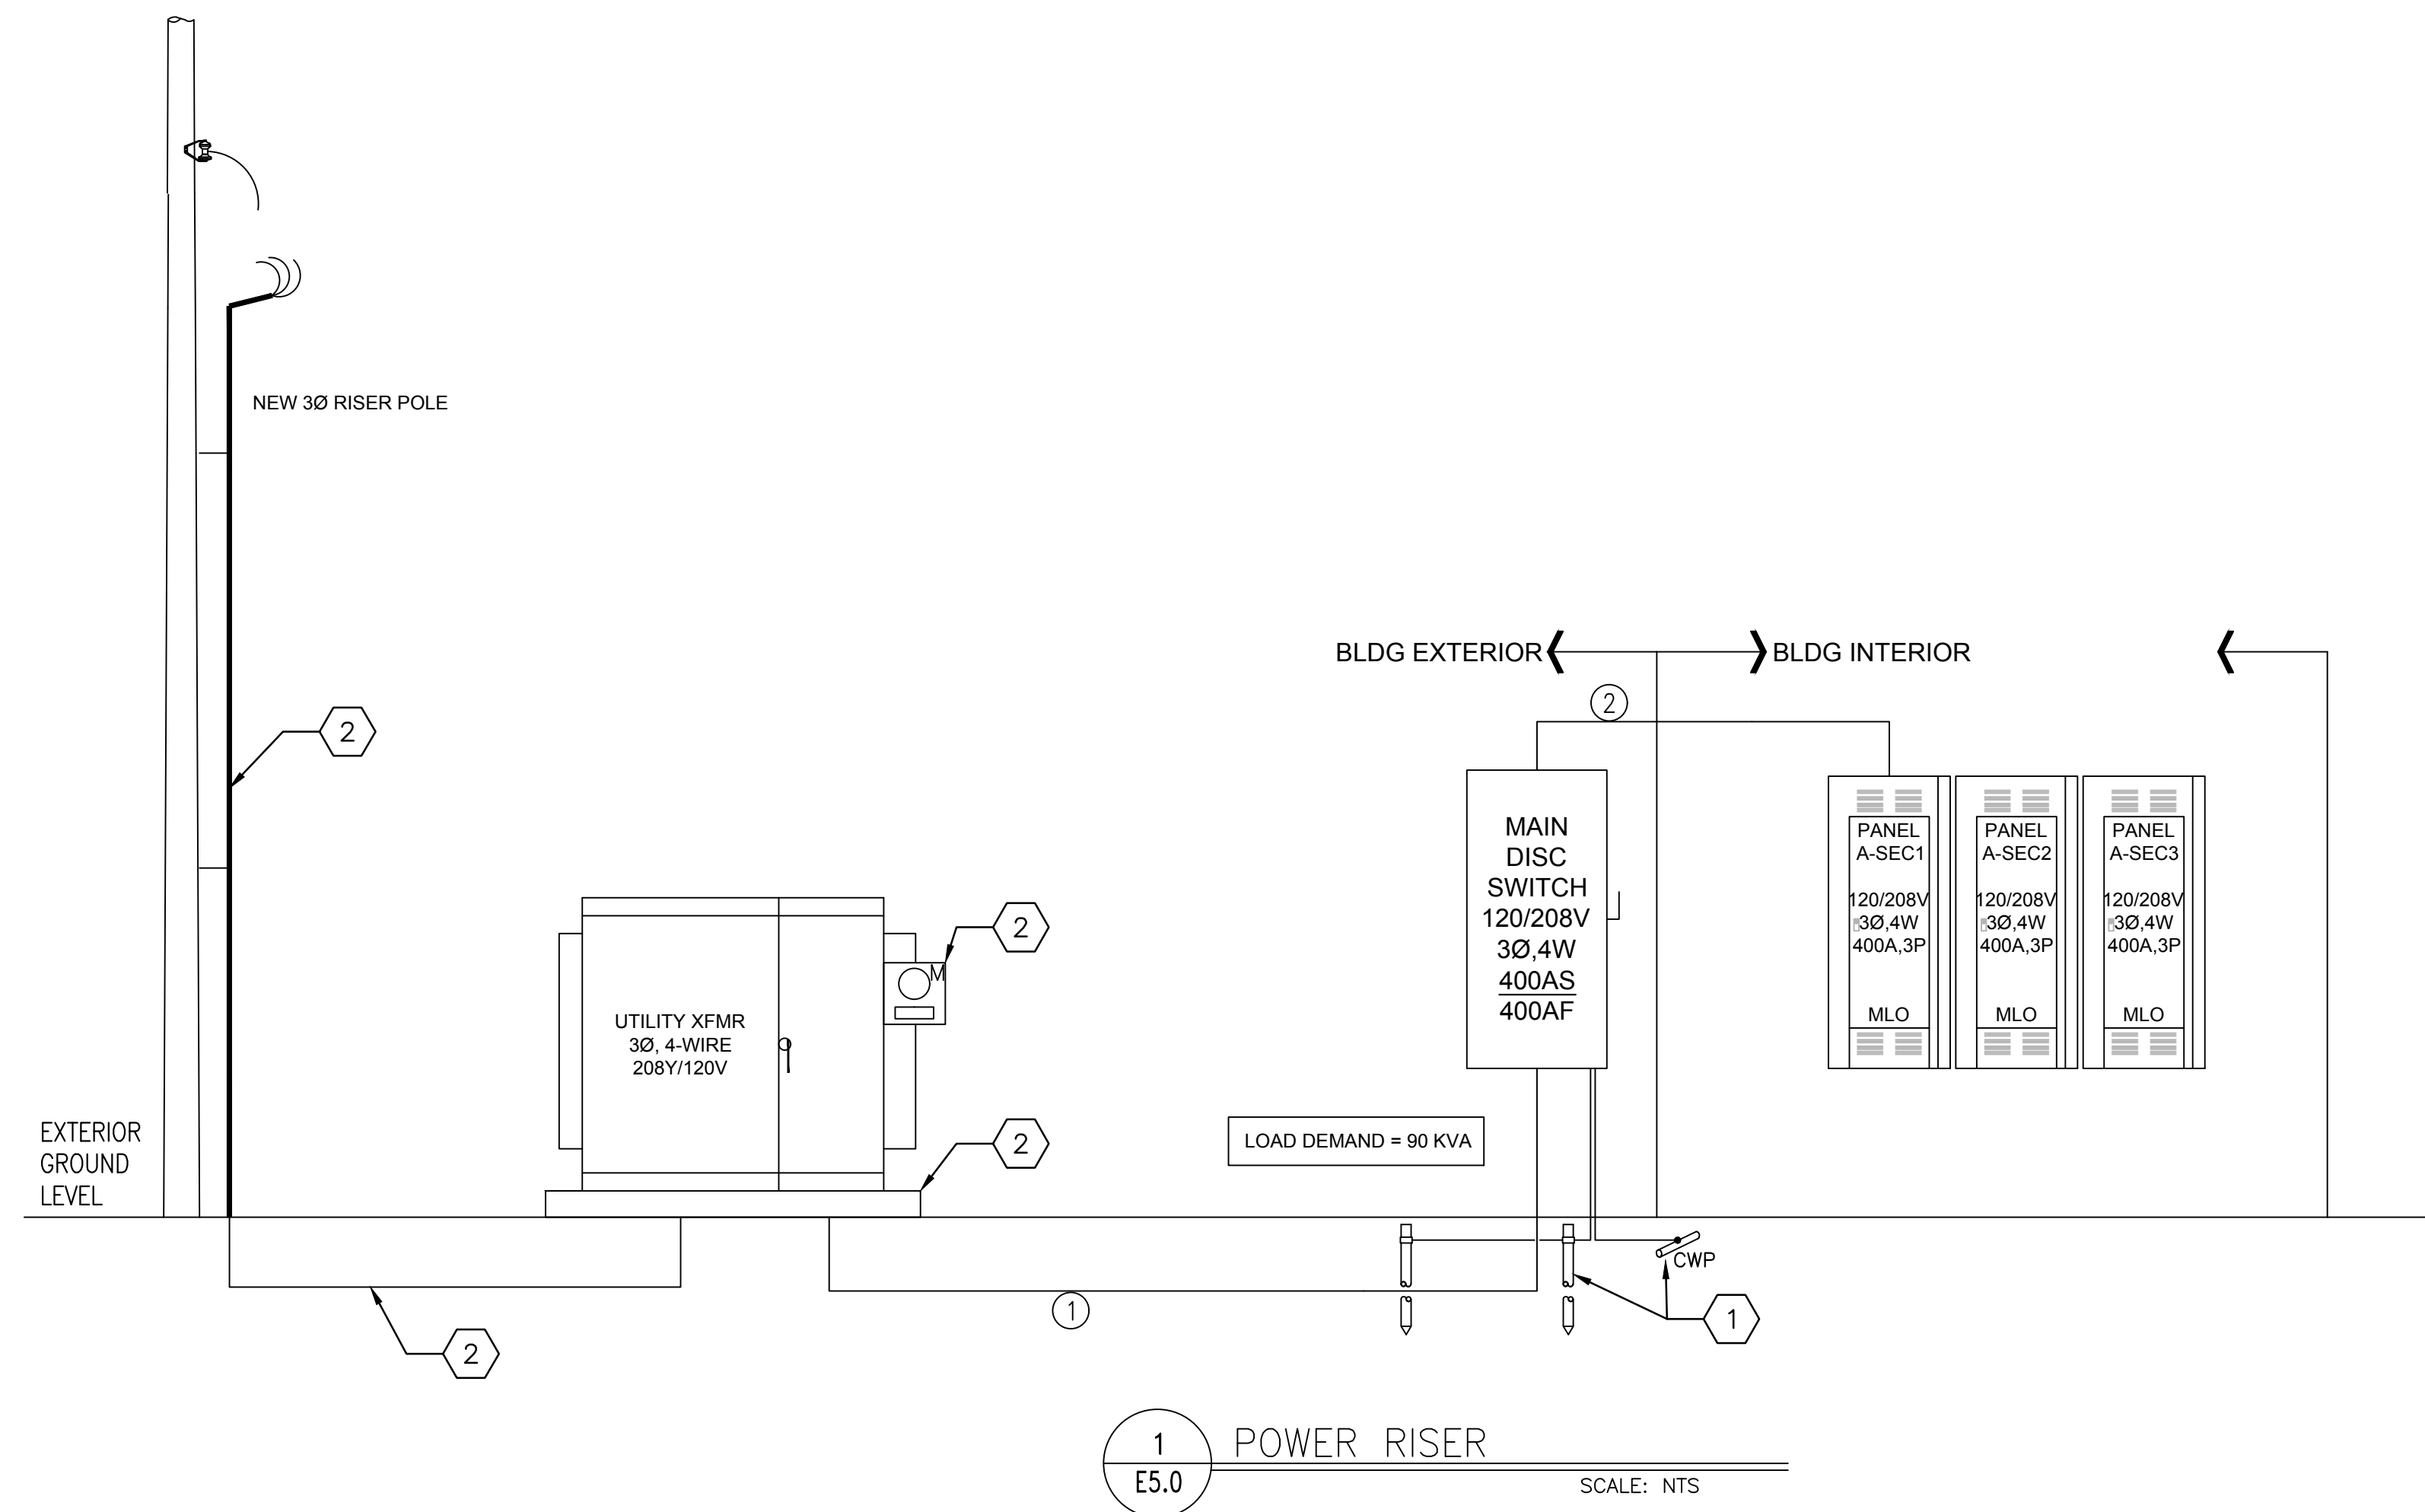 NEW 3Ø RISER POLE
BLDG EXTERIOR
BLDG INTERIOR
2
2
MAIN
DISC
SWITCH
120/208V
3Ø,4W
400AS
400AF
PANEL
A-SEC1
120/208V
3Ø,4W
400A,3P
MLO
PANEL
A-SEC2
120/208V
3Ø,4W
400A,3P
MLO
PANEL
A-SEC3
120/208V
3Ø,4W
400A,3P
MLO
2
M
UTILITY XFMR
3Ø, 4-WIRE
208Y/120V
EXTERIOR
GROUND
LEVEL
2
LOAD DEMAND = 90 KVA
CWP
1
1
2
1
E5.0
POWER RISER
SCALE: NTS